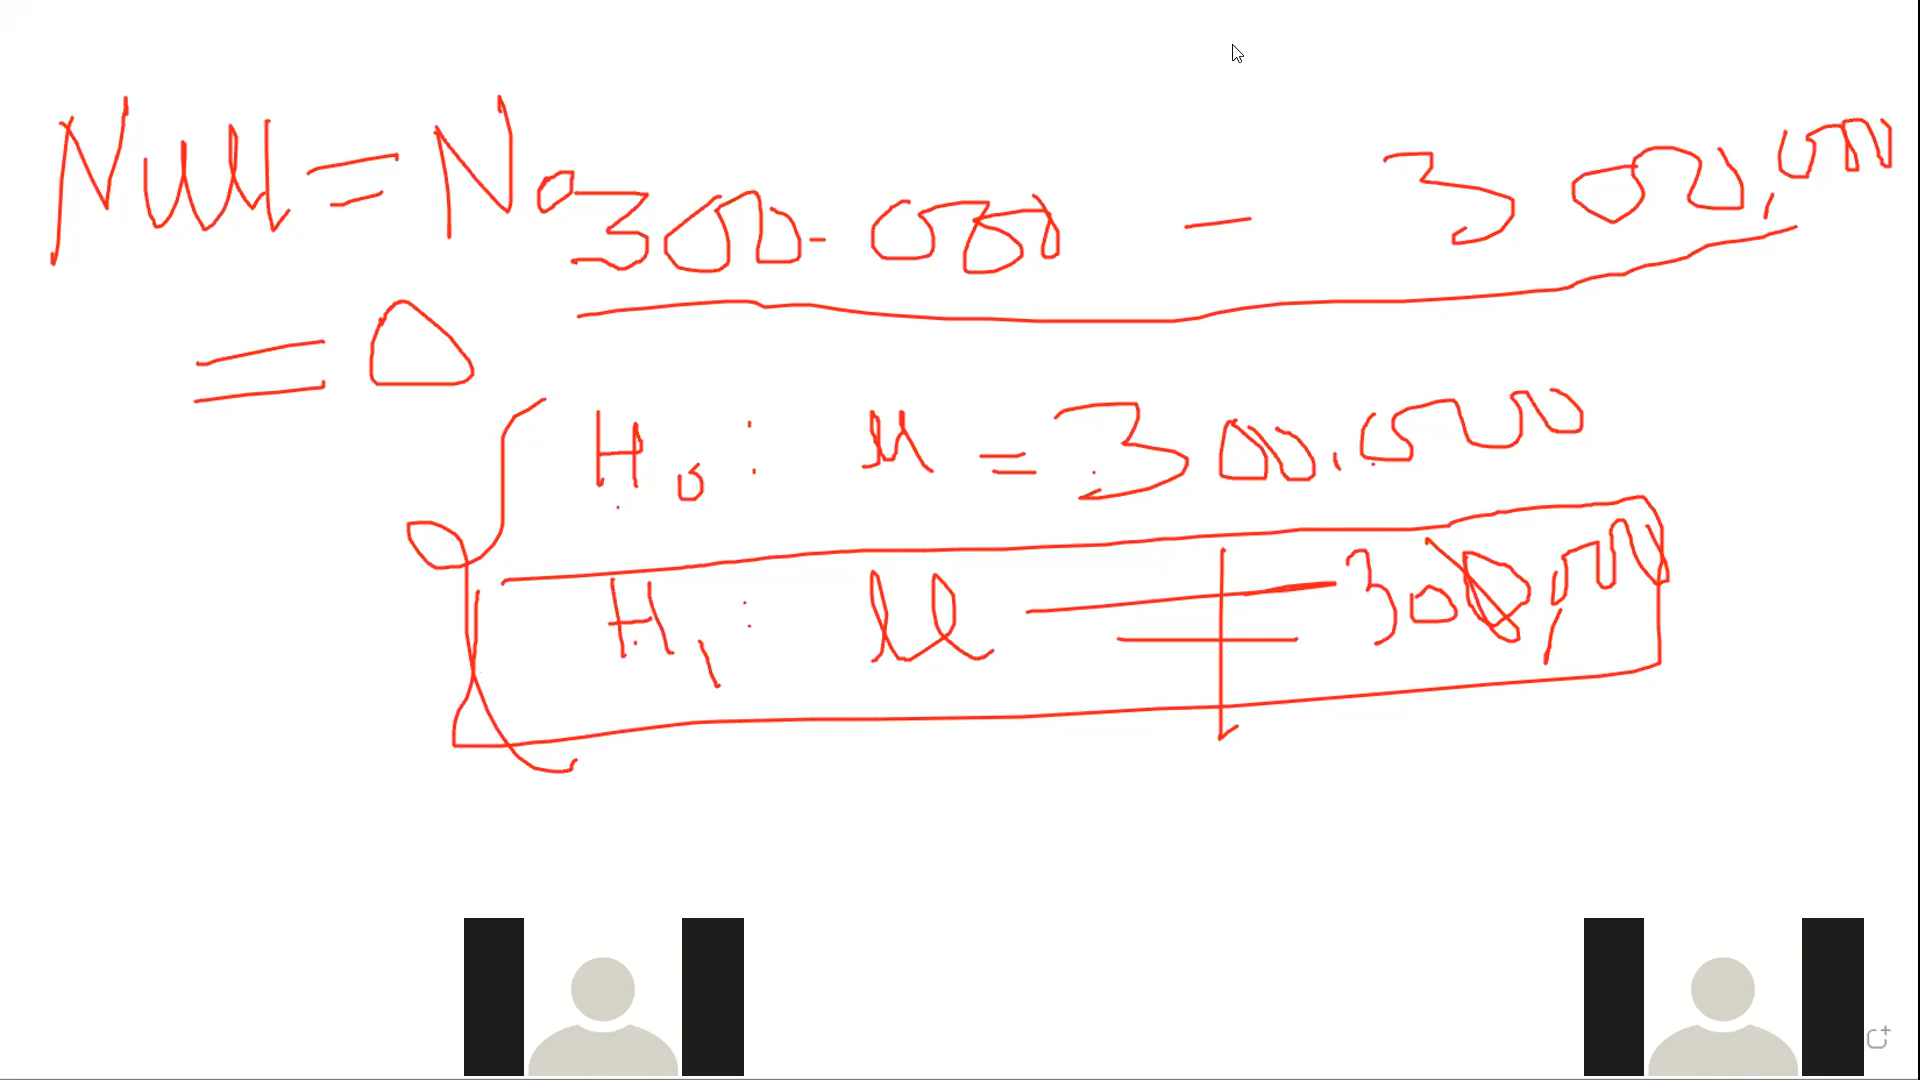 Null = No 300.000 - 300,000
= 0
H0 : μ = 300.000
H1 : μ ≠ 300,000